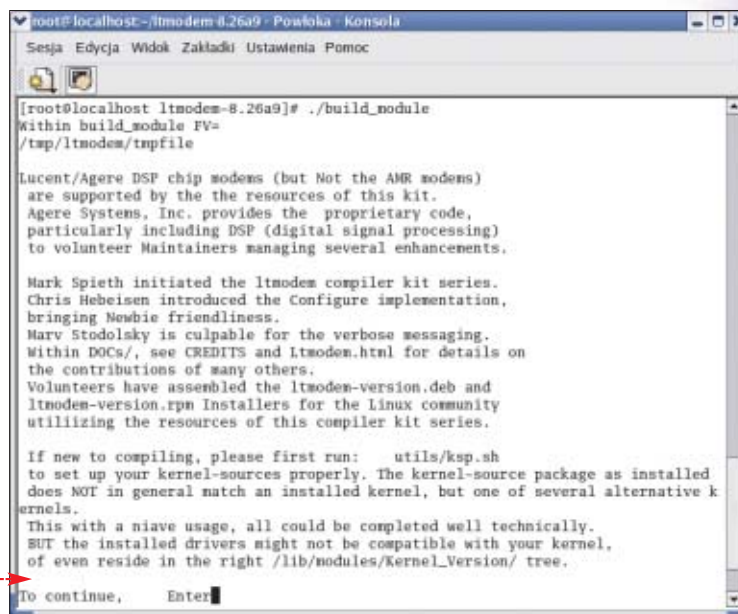 root@localhost:~/ltmodem-8.26a9 - Powłoka - Konsola
Sesja Edycja Widok Zakładki Ustawienia Pomoc
[root@localhost ltmodem-8.26a9]# ./build_module
Within build_module FV=
/tmp/ltmodem/tmpfile
Lucent/Agere DSP chip modems (but Not the AMR modems)
are supported by the the resources of this kit.
Agere Systems, Inc. provides the proprietary code,
particularly including DSP (digital signal processing)
to volunteer Maintainers managing several enhancements.
Mark Spieth initiated the ltmodem compiler kit series.
Chris Hebeisen introduced the Configure implementation,
bringing Newbie friendliness.
Marv Stodolsky is culpable for the verbose messaging.
Within DOCs/, see CREDITS and Ltmodem.html for details on
the contributions of many others.
Volunteers have assembled the ltmodem-version.deb and
ltmodem-version.rpm Installers for the Linux community
utiliizing the resources of this compiler kit series.
If new to compiling, please first run: utils/ksp.sh
to set up your kernel-sources properly. The kernel-source package as installed
does NOT in general match an installed kernel, but one of several alternative k
ernels.
This with a niave usage, all could be completed well technically.
BUT the installed drivers might not be compatible with your kernel,
of even reside in the right /lib/modules/Kernel_Version/ tree.
To continue, Enter